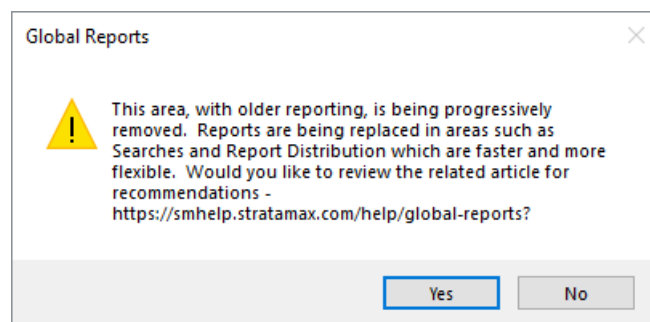 Global Reports
This area, with older reporting, is being progressively
removed.  Reports are being replaced in areas such as
Searches and Report Distribution which are faster and more
flexible.  Would you like to review the related article for
recommendations -
https://smhelp.stratamax.com/help/global-reports?
Yes
No